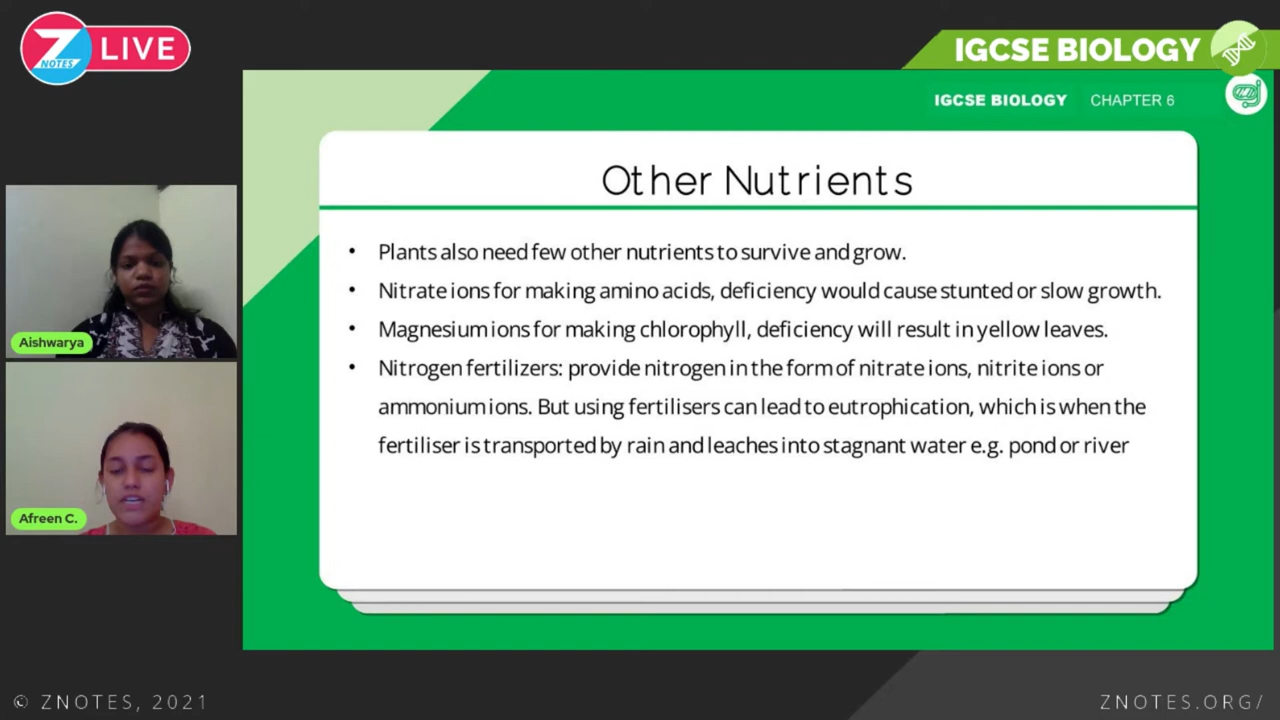 Z NOTES LIVE
IGCSE BIOLOGY
IGCSE BIOLOGY CHAPTER 6
Other Nutrients
• Plants also need few other nutrients to survive and grow.
• Nitrate ions for making amino acids, deficiency would cause stunted or slow growth.
• Magnesium ions for making chlorophyll, deficiency will result in yellow leaves.
• Nitrogen fertilizers: provide nitrogen in the form of nitrate ions, nitrite ions or
ammonium ions. But using fertilisers can lead to eutrophication, which is when the
fertiliser is transported by rain and leaches into stagnant water e.g. pond or river
Aishwarya
Afreen C.
© ZNOTES, 2021
ZNOTES.ORG/